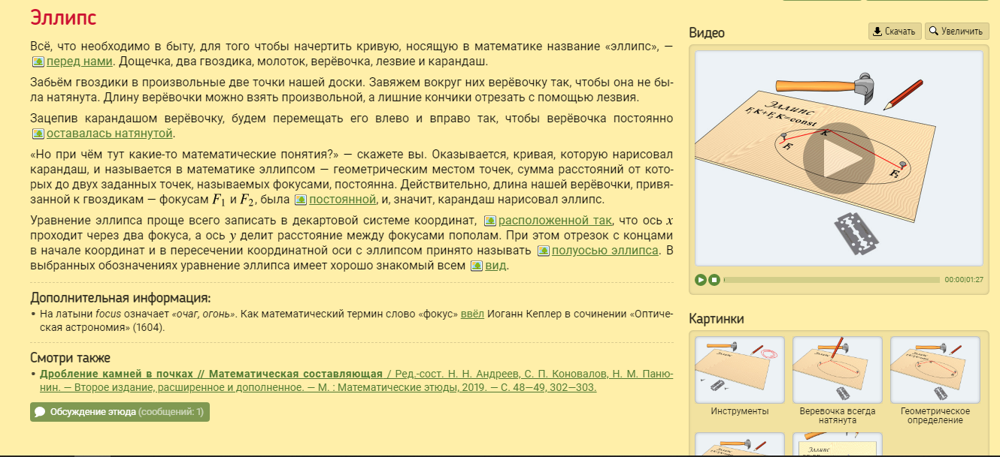 Эллипс
Всё, что необходимо в быту, для того чтобы начертить кривую, носящую в математике название «эллипс», —
перед нами. Дощечка, два гвоздика, молоток, верёвочка, лезвие и карандаш.
Забьём гвоздики в произвольные две точки нашей доски. Завяжем вокруг них верёвочку так, чтобы она не бы-
ла натянута. Длину верёвочки можно взять произвольной, а лишние кончики отрезать с помощью лезвия.
Зацепив карандашом верёвочку, будем перемещать его влево и вправо так, чтобы верёвочка постоянно
оставалась натянутой.
«Но при чём тут какие-то математические понятия?» — скажете вы. Оказывается, кривая, которую нарисовал
карандаш, и называется в математике эллипсом — геометрическим местом точек, сумма расстояний от кото-
рых до двух заданных точек, называемых фокусами, постоянна. Действительно, длина нашей верёвочки, привя-
занной к гвоздикам — фокусам F₁ и F₂, была постоянной, и, значит, карандаш нарисовал эллипс.
Уравнение эллипса проще всего записать в декартовой системе координат, расположенной так, что ось x
проходит через два фокуса, а ось y делит расстояние между фокусами пополам. При этом отрезок с концами
в начале координат и в пересечении координатной оси с эллипсом принято называть полуосью эллипса. В
выбранных обозначениях уравнение эллипса имеет хорошо знакомый всем вид.
Дополнительная информация:
• На латыни focus означает «очаг, огонь». Как математический термин слово «фокус» ввёл Иоганн Кеплер в сочинении «Оптиче-
ская астрономия» (1604).
Смотри также
• Дробление камней в почках // Математическая составляющая / Ред.-сост. Н. Н. Андреев, С. П. Коновалов, Н. М. Паню-
нин. — Второе издание, расширенное и дополненное. — М. : Математические этюды, 2019. — С. 48—49, 302—303.
Обсуждение этюда (сообщений: 1)
Видео
Скачать
Увеличить
Эллипс
F₁K+F₂K=const
K
F₁
F₂
00:00|01:27
Картинки
Инструменты
Веревочка всегда
натянута
Геометрическое
определение
Эллипс